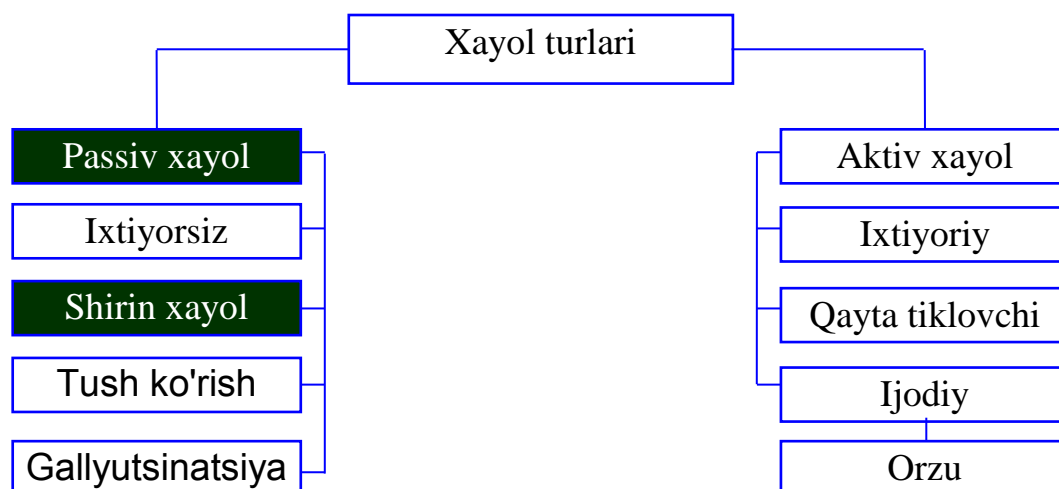 Xayol turlari
Passiv xayol
Ixtiyorsiz
Shirin xayol
Tush ko'rish
Gallyutsinatsiya
Aktiv xayol
Ixtiyoriy
Qayta tiklovchi
Ijodiy
Orzu